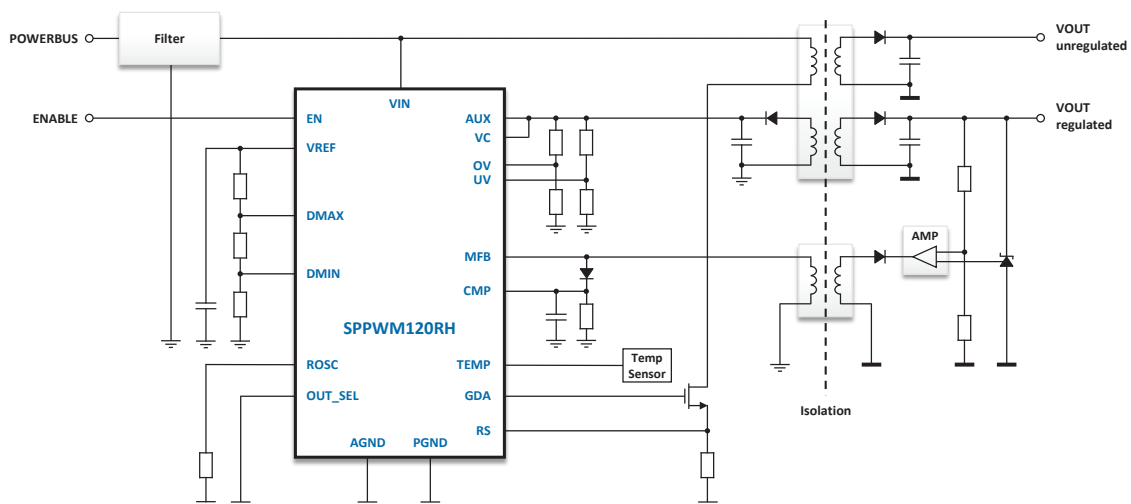 POWERBUS
Filter
VOUT
unregulated
VIN
ENABLE
EN
AUX
VOUT
regulated
VC
VREF
OV
UV
DMAX
AMP
MFB
DMIN
CMP
SPPWM120RH
ROSC
TEMP
Temp
Sensor
OUT_SEL
GDA
Isolation
RS
AGND
PGND